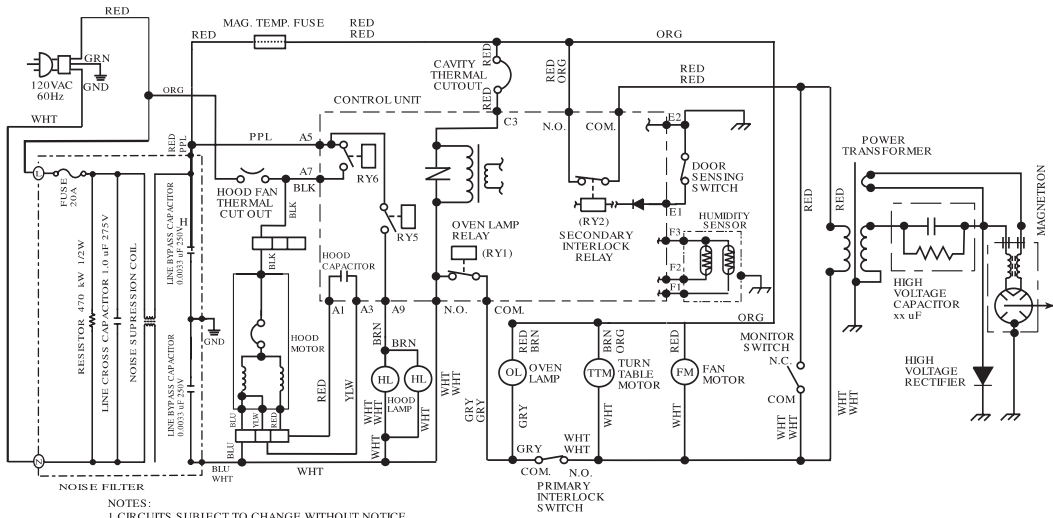 RED
MAG. TEMP. FUSE
RED
RED
RED
ORG
GRN
GND
120VAC
60Hz
WHT
ORG
RED
PPL
PPL
A5
A7
BLK
HOOD FAN
THERMAL
CUT OUT
CONTROL UNIT
CAVITY
THERMAL
CUTOUT
RED
RED
C3
RED
ORG
RED
RED
N.O.
COM.
E2
DOOR
SENSING
SWITCH
E1
RY6
RY5
OVEN LAMP
RELAY
(RY1)
(RY2)
SECONDARY
INTERLOCK
RELAY
HUMIDITY
SENSOR
F3
F2
F1
POWER
TRANSFORMER
RED
RED
MAGNETRON
HIGH
VOLTAGE
CAPACITOR
xx uF
HIGH
VOLTAGE
RECTIFIER
L
FUSE
20A
RESISTOR 470 kW 1/2W
LINE CROSS CAPACITOR 1.0 uF 275V
NOISE SUPRESSION COIL
LINE BYPASS CAPACITOR
0.0033 uF 250V
H
LINE BYPASS CAPACITOR
0.0033 uF 250V
GND
BLK
BLK
HOOD
CAPACITOR
HOOD
MOTOR
A1
A3
A9
N.O.
COM.
ORG
RED
YLW
BRN
BRN
HL
HL
HOOD
LAMP
WHT
WHT
WHT
WHT
WHT
WHT
GRY
GRY
RED
BRN
OL
OVEN
LAMP
GRY
BRN
ORG
TTM
TURN
TABLE
MOTOR
WHT
RED
FM
FAN
MOTOR
WHT
MONITOR
SWITCH
N.C.
COM
WHT
WHT
WHT
WHT
BLU
YLW
RED
BLU
BLU
WHT
WHT
GRY
COM.
WHT
WHT
N.O.
PRIMARY
INTERLOCK
SWITCH
N
NOISE FILTER
NOTES:
1 CIRCUITS SUBJECT TO CHANGE WITHOUT NOTICE